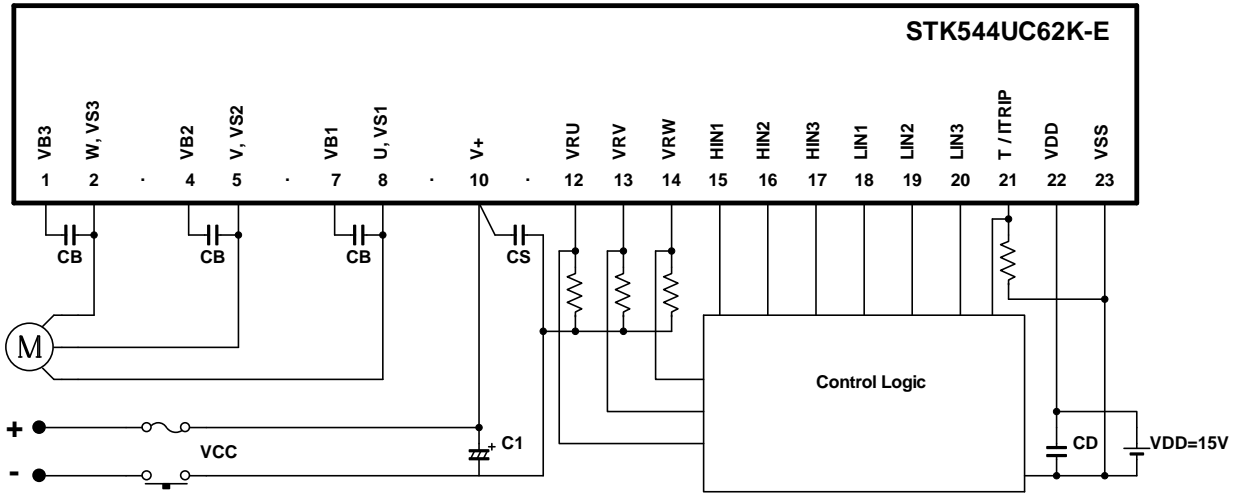 STK544UC62K-E
VB3
W, VS3
VB2
V, VS2
VB1
U, VS1
V+
VRU
VRV
VRW
HIN1
HIN2
HIN3
LIN1
LIN2
LIN3
T / ITRIP
VDD
VSS
1 2 · 4 5 · 7 8 · 10 · 12 13 14 15 16 17 18 19 20 21 22 23
CB CB CB CS
M
Control Logic
+
VCC
+ C1
CD
VDD=15V
-